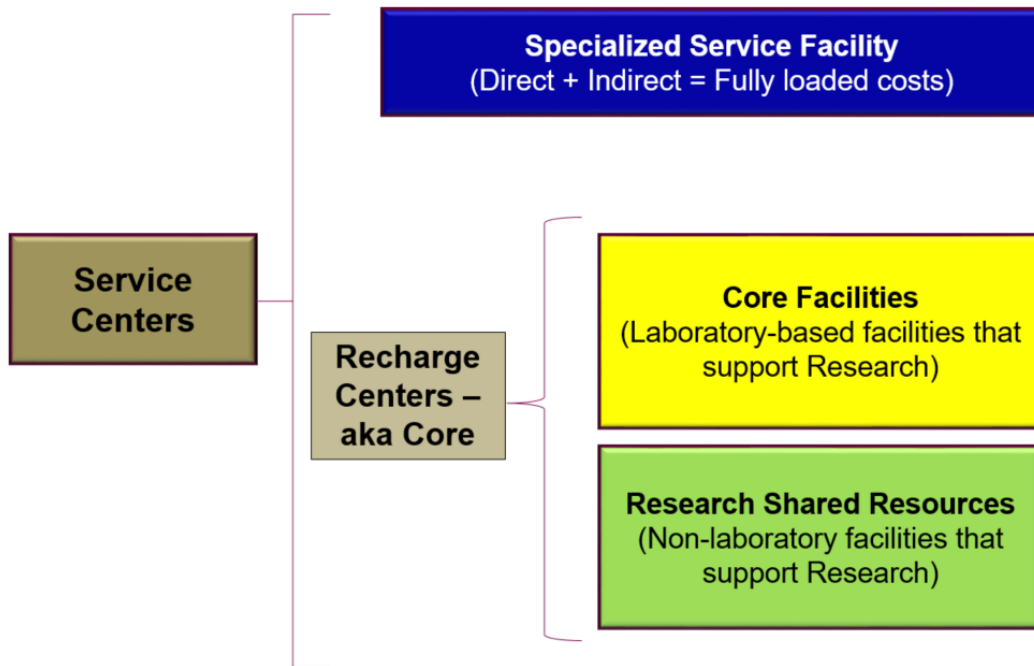 Specialized Service Facility
(Direct + Indirect = Fully loaded costs)
Service
Centers
Recharge
Centers –
aka Core
Core Facilities
(Laboratory-based facilities that
support Research)
Research Shared Resources
(Non-laboratory facilities that
support Research)